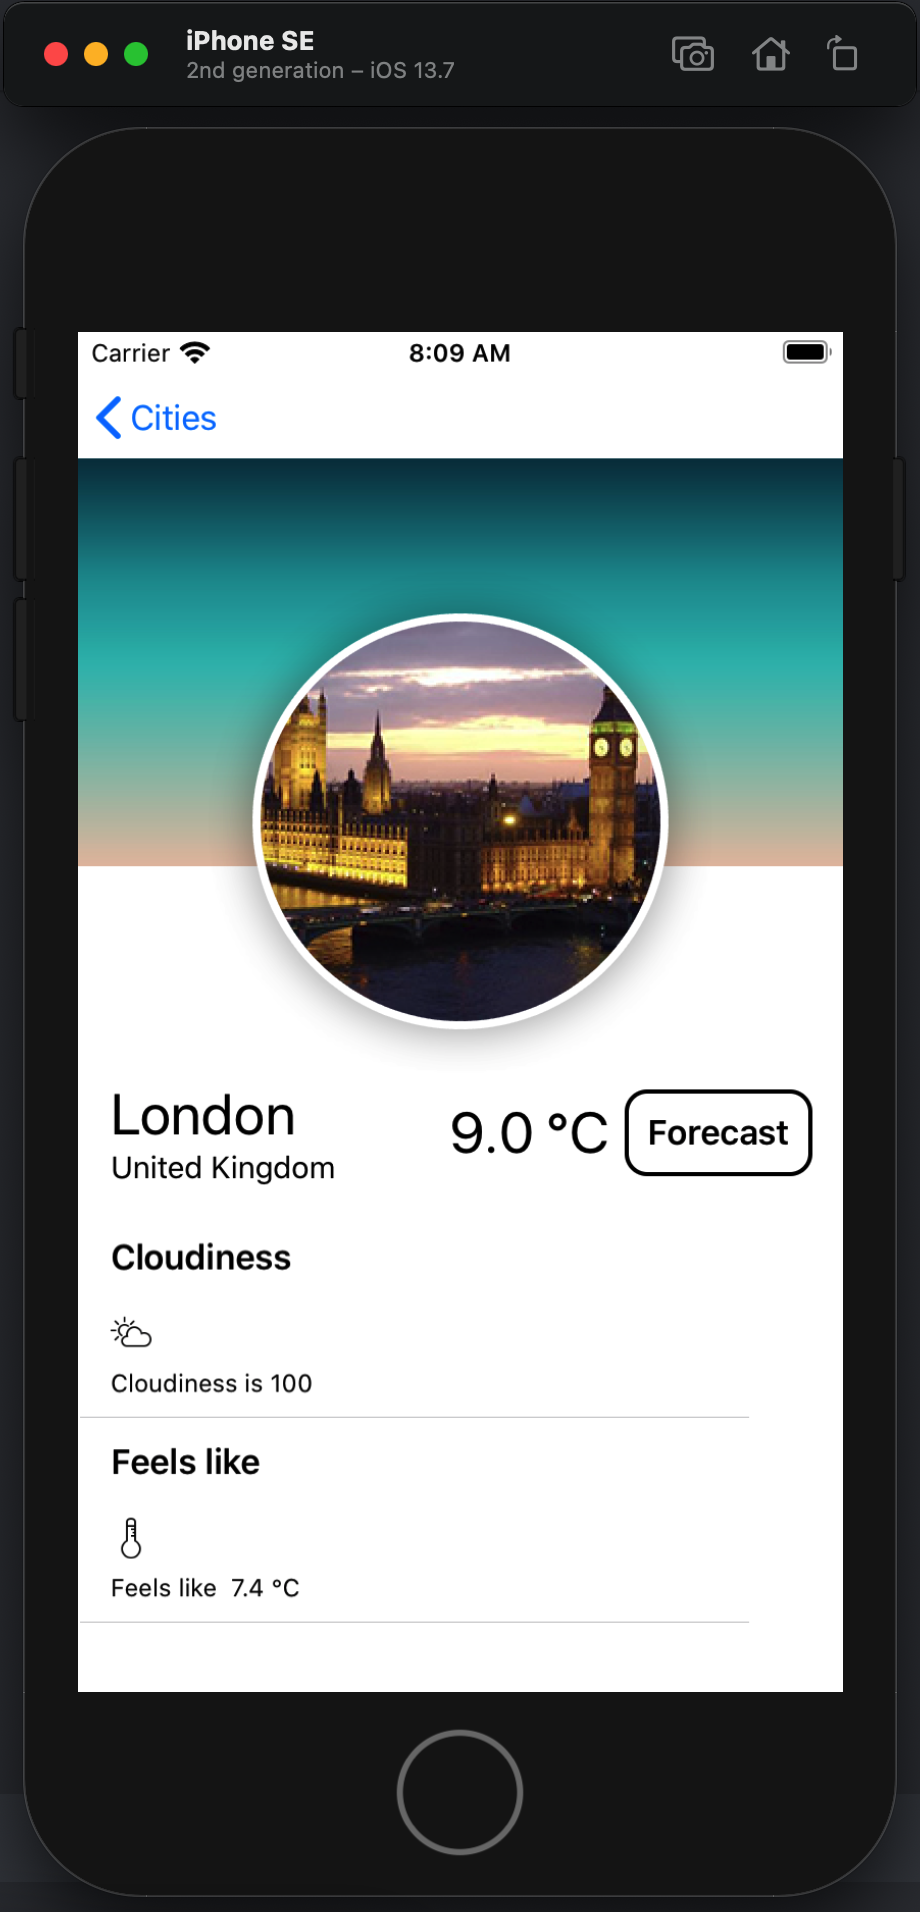 iPhone SE
2nd generation – iOS 13.7
Carrier 8:09 AM
Cities
London
United Kingdom
9.0 °C
Forecast
Cloudiness
Cloudiness is 100
Feels like
Feels like  7.4 °C